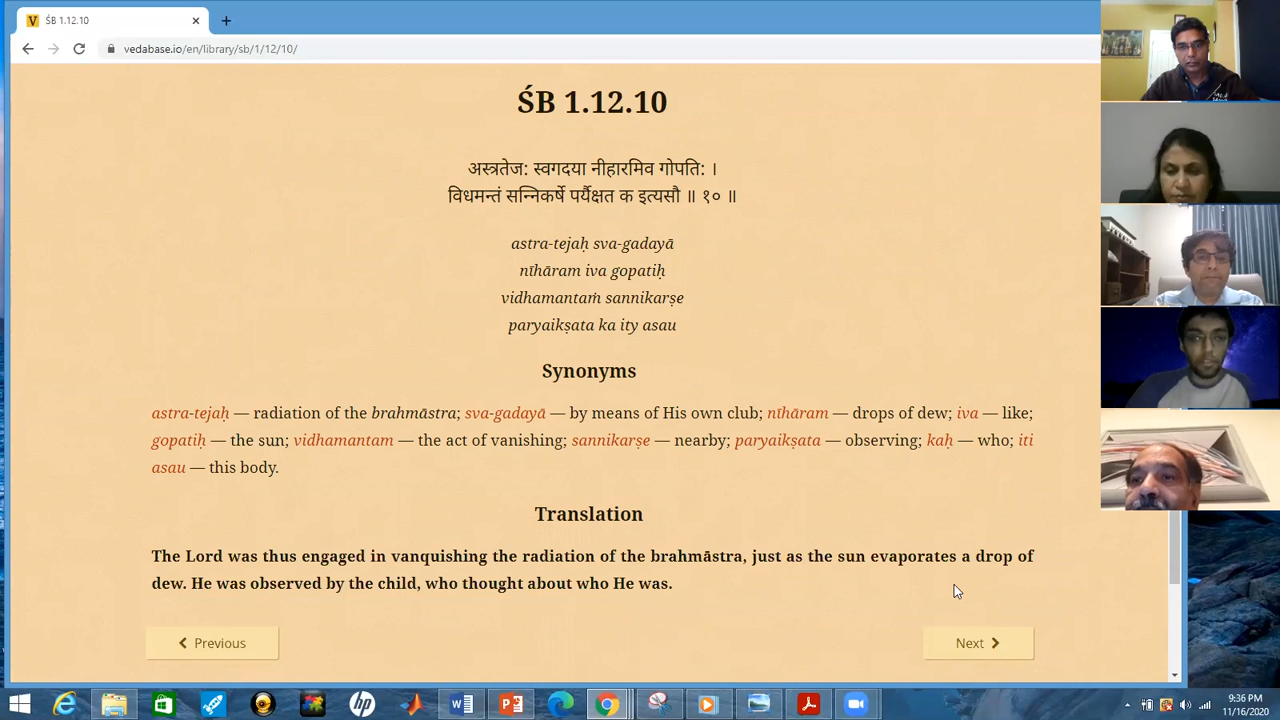 ŚB 1.12.10
vedabase.io/en/library/sb/1/12/10/
ŚB 1.12.10
अस्त्रतेज: स्वगदया नीहारमिव गोपति: ।
विधमन्तं सन्निकर्षे पर्यैक्षत क इत्यसौ ॥ १० ॥
astra-tejaḥ sva-gadayā
nīhāram iva gopatiḥ
vidhamantaṁ sannikarṣe
paryaikṣata ka ity asau
Synonyms
astra-tejaḥ — radiation of the brahmāstra; sva-gadayā — by means of His own club; nīhāram — drops of dew; iva — like;
gopatiḥ — the sun; vidhamantam — the act of vanishing; sannikarṣe — nearby; paryaikṣata — observing; kaḥ — who; iti
asau — this body.
Translation
The Lord was thus engaged in vanquishing the radiation of the brahmāstra, just as the sun evaporates a drop of
dew. He was observed by the child, who thought about who He was.
Previous
Next
9:36 PM
11/16/2020